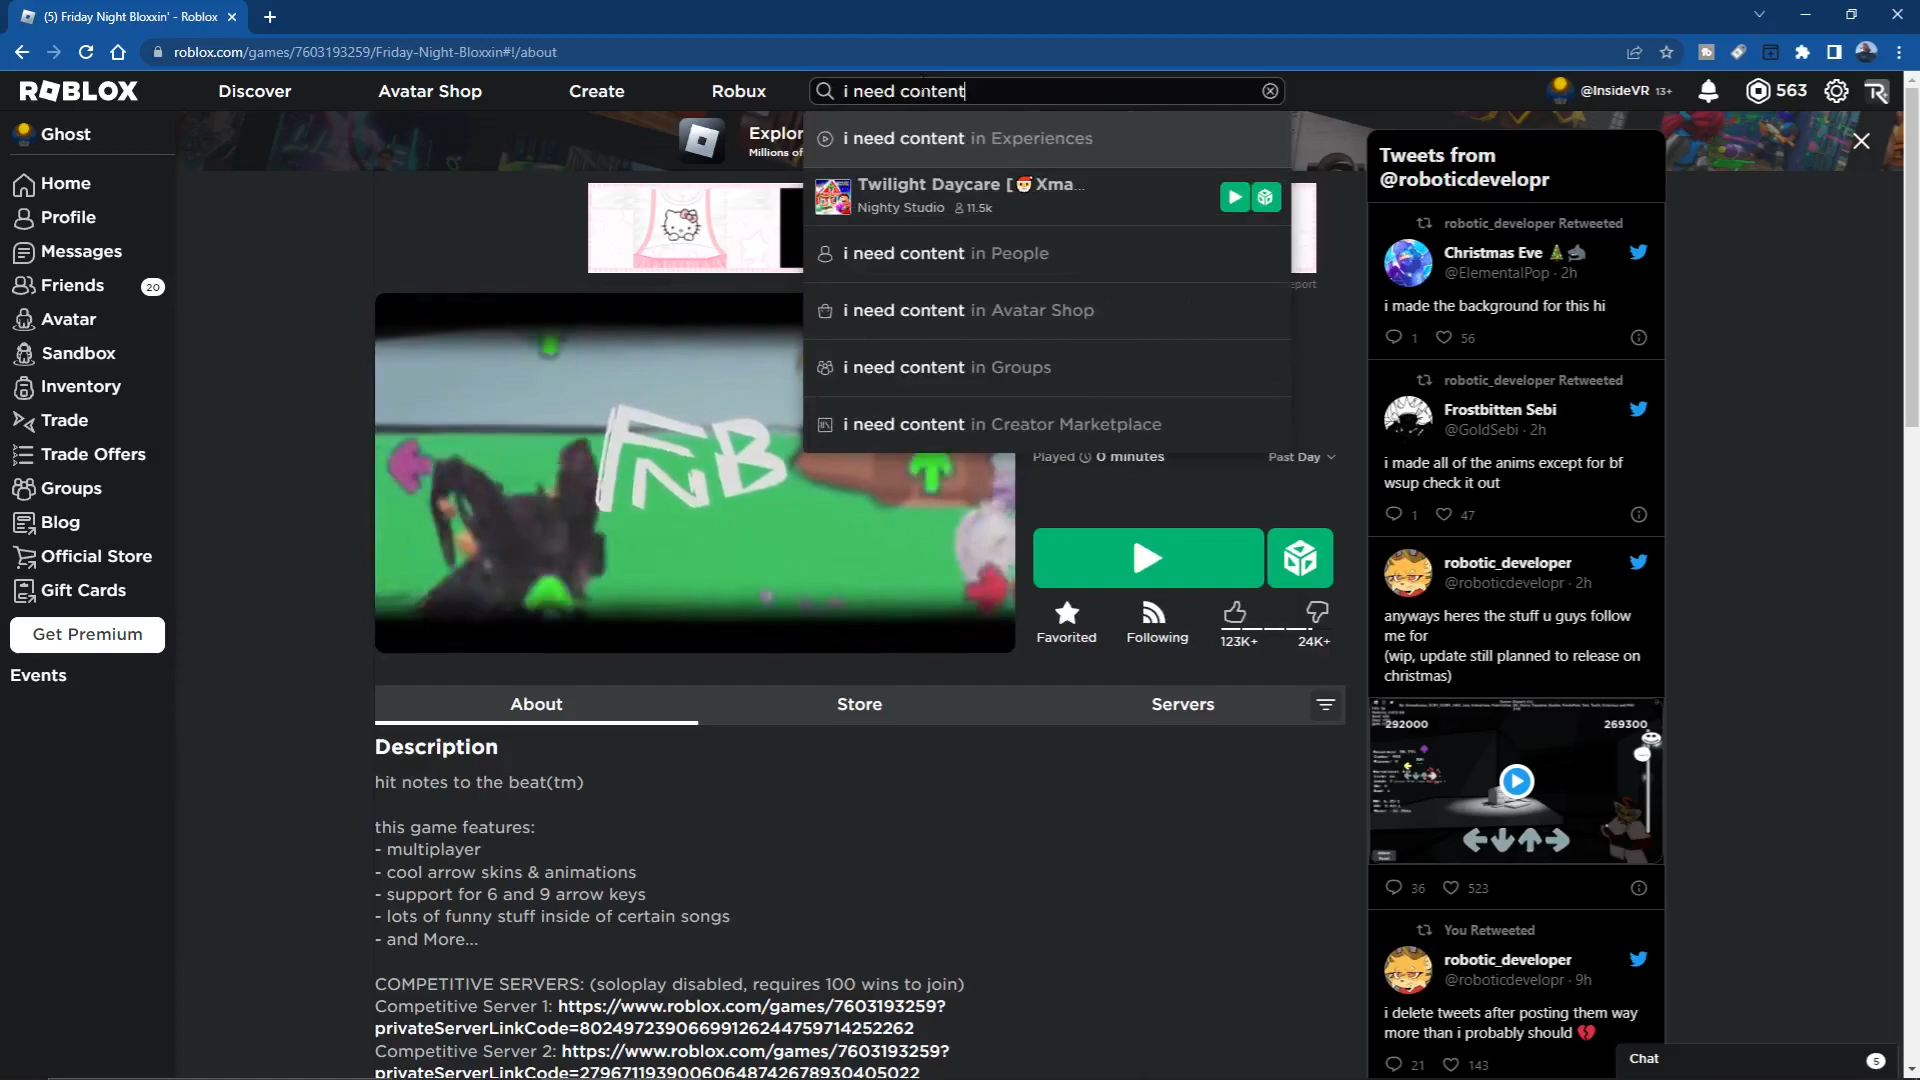 (5) Friday Night Bloxxin' - Roblox
roblox.com/games/7603193259/Friday-Night-Bloxxin#!/about
ROBLOX
Discover
Avatar Shop
Create
Robux
i need content
@InsideVR 13+
563
Ghost
Home
Profile
Messages
Friends 20
Avatar
Sandbox
Inventory
Trade
Trade Offers
Groups
Blog
Official Store
Gift Cards
Get Premium
Events
Explor
Millions of
i need content in Experiences
Twilight Daycare [🎅Xma...
Nighty Studio 11.5k
i need content in People
i need content in Avatar Shop
i need content in Groups
i need content in Creator Marketplace
eport
FNB
Played 0 minutes
Past Day
Favorited
Following
123K+
24K+
About
Store
Servers
Description
hit notes to the beat(tm)
this game features:
- multiplayer
- cool arrow skins & animations
- support for 6 and 9 arrow keys
- lots of funny stuff inside of certain songs
- and More...
COMPETITIVE SERVERS: (soloplay disabled, requires 100 wins to join)
Competitive Server 1: https://www.roblox.com/games/7603193259?
privateServerLinkCode=80249723906699126244759714252262
Competitive Server 2: https://www.roblox.com/games/7603193259?
privateServerLinkCode=27967119390060648742678930405022
Tweets from
@roboticdevelopr
robotic_developer Retweeted
Christmas Eve 🎄🦈
@ElementalPop · 2h
i made the background for this hi
1 56
robotic_developer Retweeted
Frostbitten Sebi
@GoldSebi · 2h
i made all of the anims except for bf
wsup check it out
1 47
robotic_developer
@roboticdevelopr · 2h
anyways heres the stuff u guys follow
me for
(wip, update still planned to release on
christmas)
292000
269300
36 523
You Retweeted
robotic_developer
@roboticdevelopr · 9h
i delete tweets after posting them way
more than i probably should 💔
21 143
Chat 5